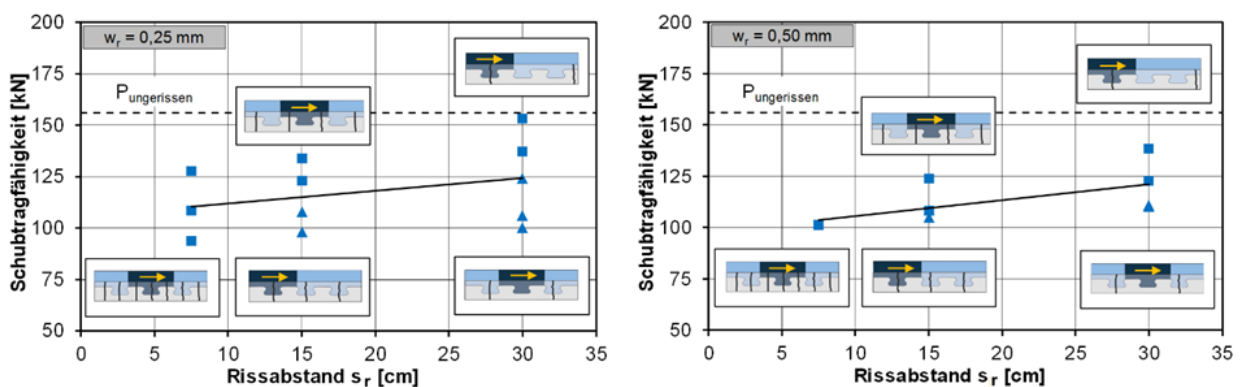 200
175
150
125
100
75
50
Schubtragfähigkeit [kN]
w_r = 0,25 mm
P_ungerissen
0 5 10 15 20 25 30 35
Rissabstand s_r [cm]
200
175
150
125
100
75
50
Schubtragfähigkeit [kN]
w_r = 0,50 mm
P_ungerissen
0 5 10 15 20 25 30 35
Rissabstand s_r [cm]